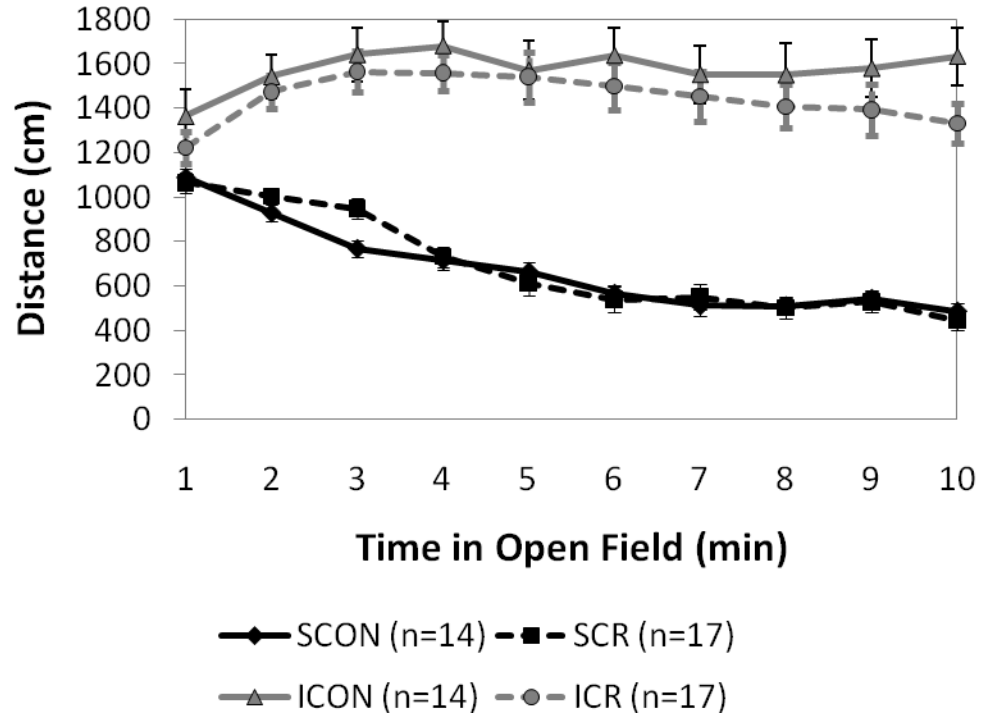 1800
1600
1400
1200
1000
800
600
400
200
0
Distance (cm)
1 2 3 4 5 6 7 8 9 10
Time in Open Field (min)
SCON (n=14) SCR (n=17)
ICON (n=14) ICR (n=17)